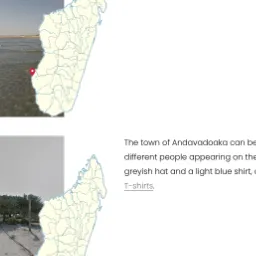 The town of Andavadoaka can be
different people appearing on the
greyish hat and a light blue shirt,
T-shirts.